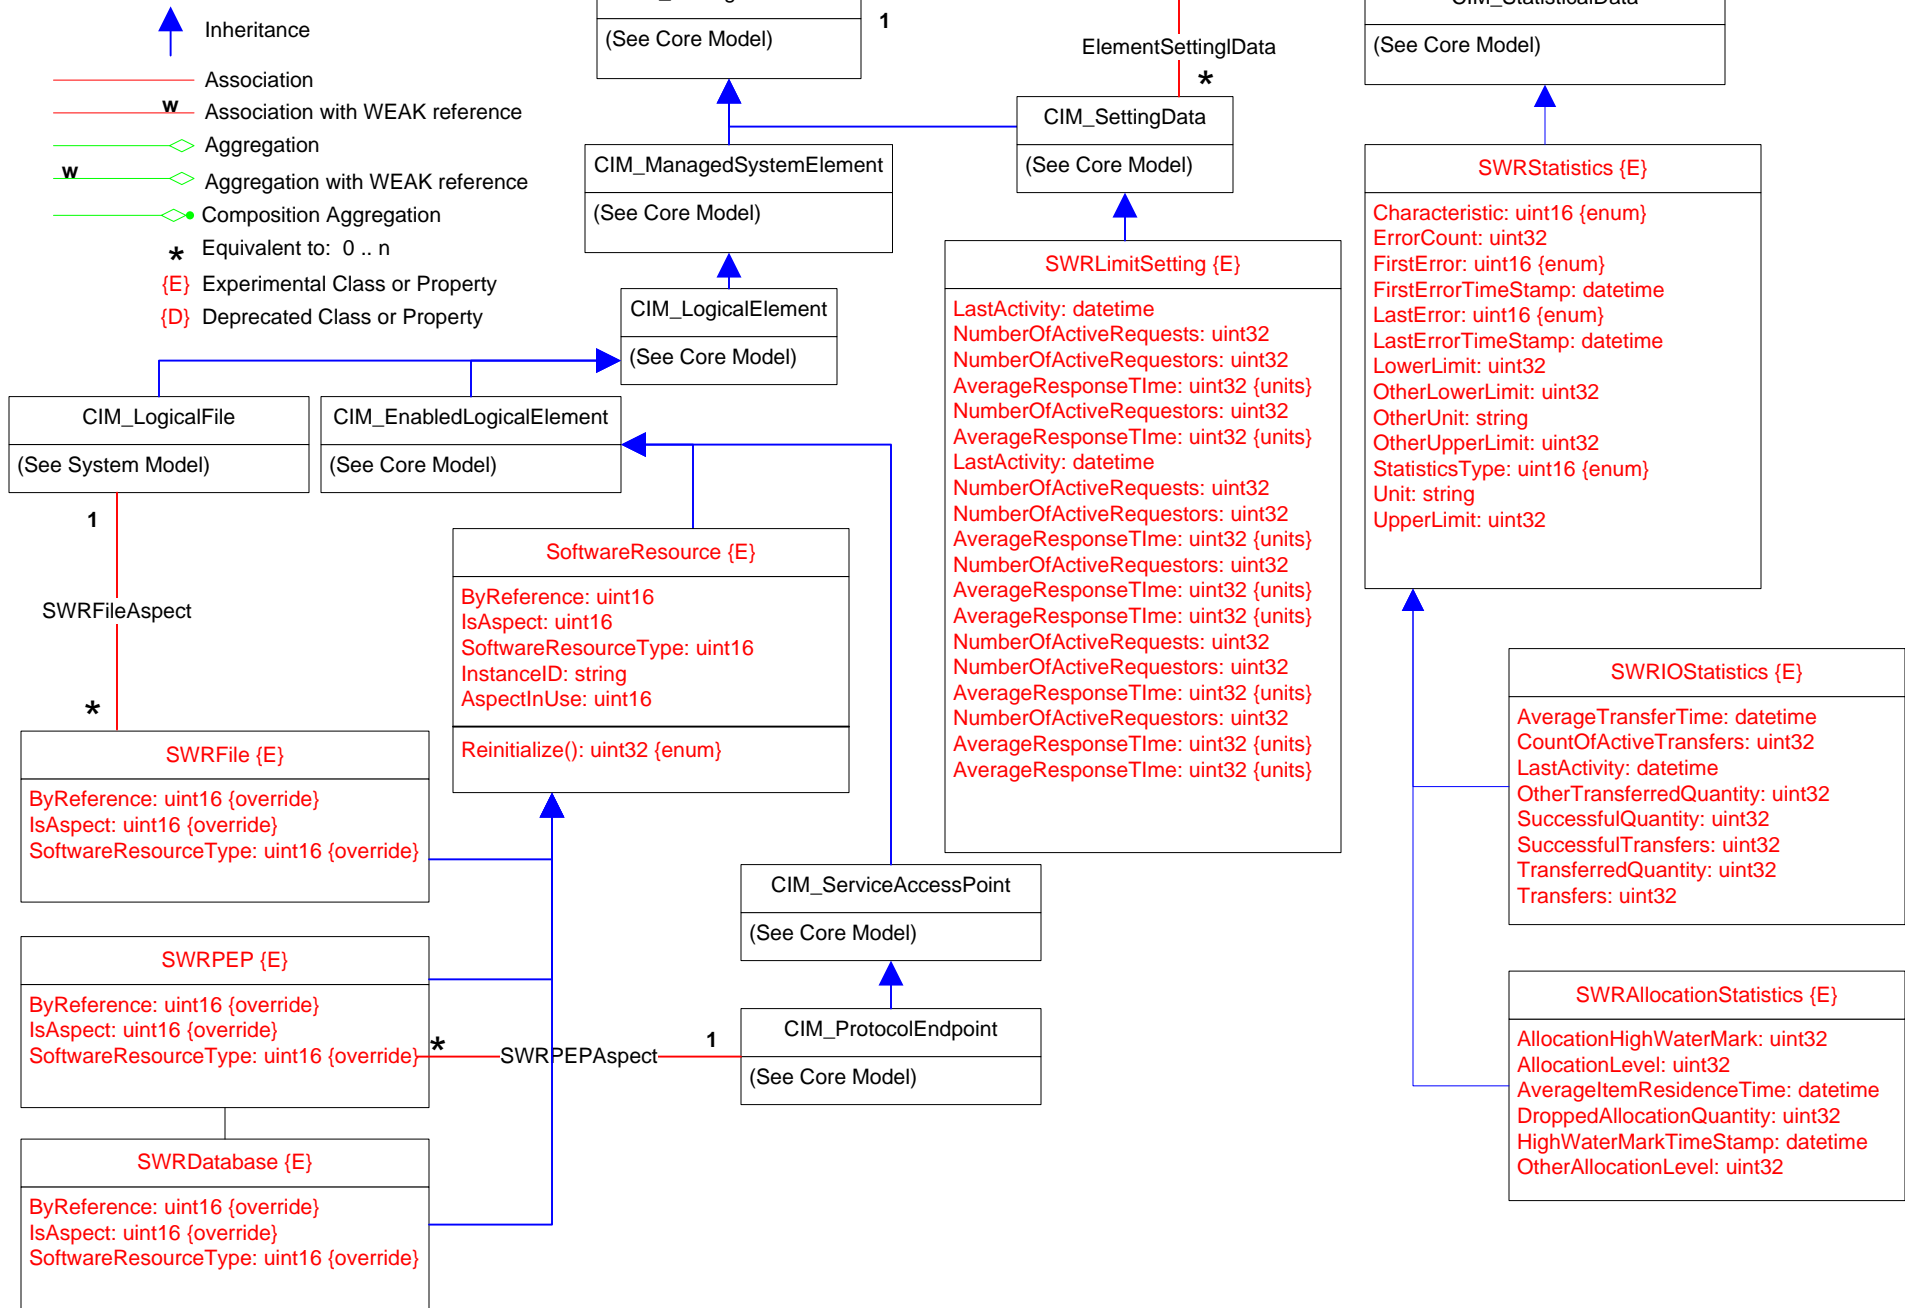 Inheritance
Association
w
Association with WEAK reference
Aggregation
w
Aggregation with WEAK reference
Composition Aggregation
* Equivalent to: 0 .. n
{E} Experimental Class or Property
{D} Deprecated Class or Property
(See Core Model)
1
ElementSettinglData
*
CIM_StatisticalData
(See Core Model)
CIM_SettingData
(See Core Model)
CIM_ManagedSystemElement
(See Core Model)
CIM_LogicalElement
(See Core Model)
CIM_LogicalFile
(See System Model)
CIM_EnabledLogicalElement
(See Core Model)
1
SWRFileAspect
*
SoftwareResource {E}
ByReference: uint16
IsAspect: uint16
SoftwareResourceType: uint16
InstanceID: string
AspectInUse: uint16
Reinitialize(): uint32 {enum}
SWRLimitSetting {E}
LastActivity: datetime
NumberOfActiveRequests: uint32
NumberOfActiveRequestors: uint32
AverageResponseTIme: uint32 {units}
NumberOfActiveRequestors: uint32
AverageResponseTIme: uint32 {units}
LastActivity: datetime
NumberOfActiveRequests: uint32
NumberOfActiveRequestors: uint32
AverageResponseTIme: uint32 {units}
NumberOfActiveRequestors: uint32
AverageResponseTIme: uint32 {units}
AverageResponseTIme: uint32 {units}
NumberOfActiveRequests: uint32
NumberOfActiveRequestors: uint32
AverageResponseTIme: uint32 {units}
NumberOfActiveRequestors: uint32
AverageResponseTIme: uint32 {units}
AverageResponseTIme: uint32 {units}
SWRStatistics {E}
Characteristic: uint16 {enum}
ErrorCount: uint32
FirstError: uint16 {enum}
FirstErrorTimeStamp: datetime
LastError: uint16 {enum}
LastErrorTimeStamp: datetime
LowerLimit: uint32
OtherLowerLimit: uint32
OtherUnit: string
OtherUpperLimit: uint32
StatisticsType: uint16 {enum}
Unit: string
UpperLimit: uint32
SWRFile {E}
ByReference: uint16 {override}
IsAspect: uint16 {override}
SoftwareResourceType: uint16 {override}
SWRPEP {E}
ByReference: uint16 {override}
IsAspect: uint16 {override}
SoftwareResourceType: uint16 {override}
*
SWRPEPAspect
1
CIM_ServiceAccessPoint
(See Core Model)
CIM_ProtocolEndpoint
(See Core Model)
SWRDatabase {E}
ByReference: uint16 {override}
IsAspect: uint16 {override}
SoftwareResourceType: uint16 {override}
SWRIOStatistics {E}
AverageTransferTime: datetime
CountOfActiveTransfers: uint32
LastActivity: datetime
OtherTransferredQuantity: uint32
SuccessfulQuantity: uint32
SuccessfulTransfers: uint32
TransferredQuantity: uint32
Transfers: uint32
SWRAllocationStatistics {E}
AllocationHighWaterMark: uint32
AllocationLevel: uint32
AverageItemResidenceTime: datetime
DroppedAllocationQuantity: uint32
HighWaterMarkTimeStamp: datetime
OtherAllocationLevel: uint32